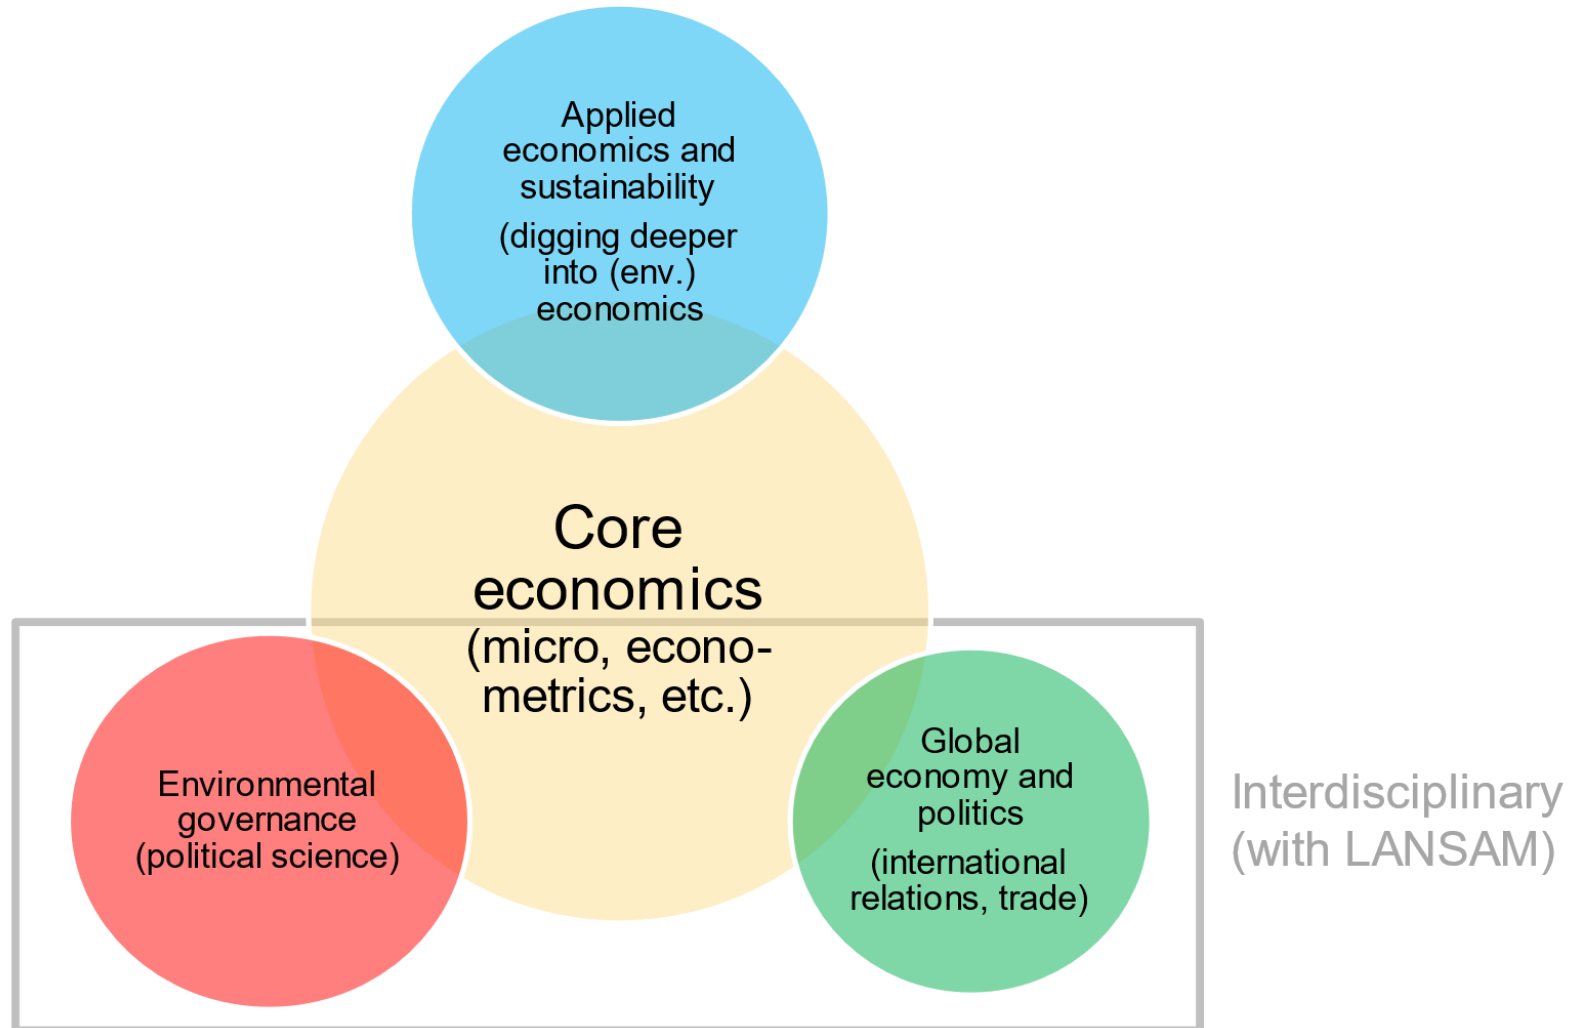 Applied
economics and
sustainability
(digging deeper
into (env.)
economics
Core
economics
(micro, econo-
metrics, etc.)
Environmental
governance
(political science)
Global
economy and
politics
(international
relations, trade)
Interdisciplinary
(with LANSAM)